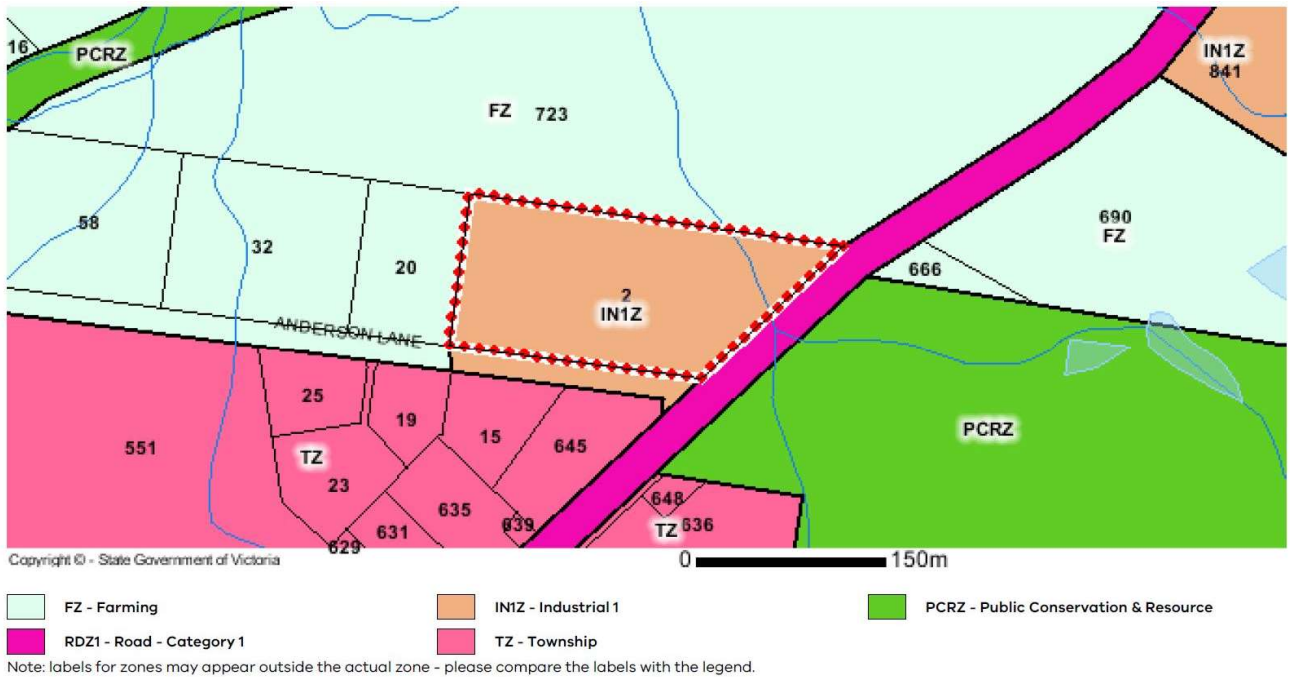 16
PCRZ
IN1Z
841
FZ 723
58
32
20
2
IN1Z
690
FZ
666
ANDERSON LANE
25
19
15
645
551
TZ
23
PCRZ
635
631
639
629
648
TZ 636
Copyright © - State Government of Victoria
0 150m
FZ - Farming
IN1Z - Industrial 1
PCRZ - Public Conservation & Resource
RDZ1 - Road - Category 1
TZ - Township
Note: labels for zones may appear outside the actual zone - please compare the labels with the legend.